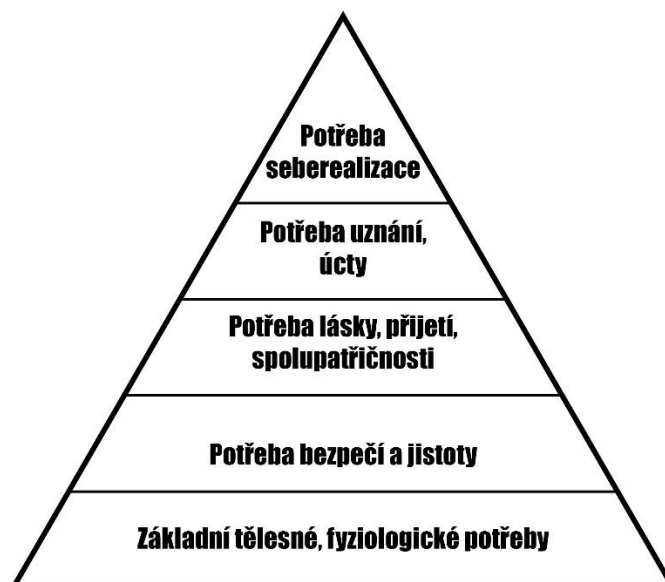 Potřeba
seberealizace
Potřeba uznání,
úcty
Potřeba lásky, přijetí,
spolupatřičnosti
Potřeba bezpečí a jistoty
Základní tělesné, fyziologické potřeby